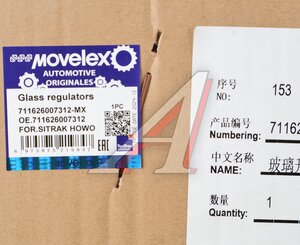 movelex
AUTOMOTIVE
ORIGINALES
Glass regulators
711626007312-MX
1PC
OE.711626007312
FOR.SITRAK HOWO
EAC
序号
NO:
153
产品编号
Numbering:
71162
中文名称
NAME:
玻璃升
数量
Quantity:
1